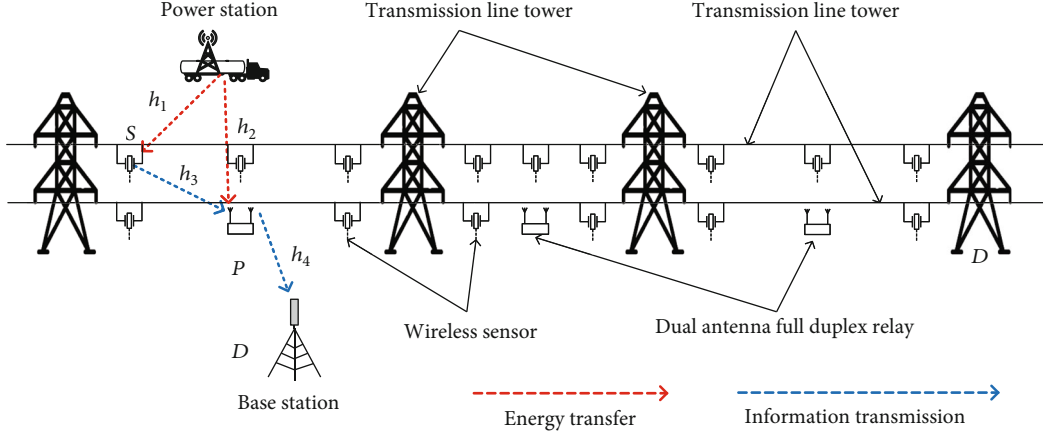 Power station
Transmission line tower
Transmission line tower
h1
S
h2
h3
P
h4
D
D
Wireless sensor
Dual antenna full duplex relay
Base station
Energy transfer
Information transmission